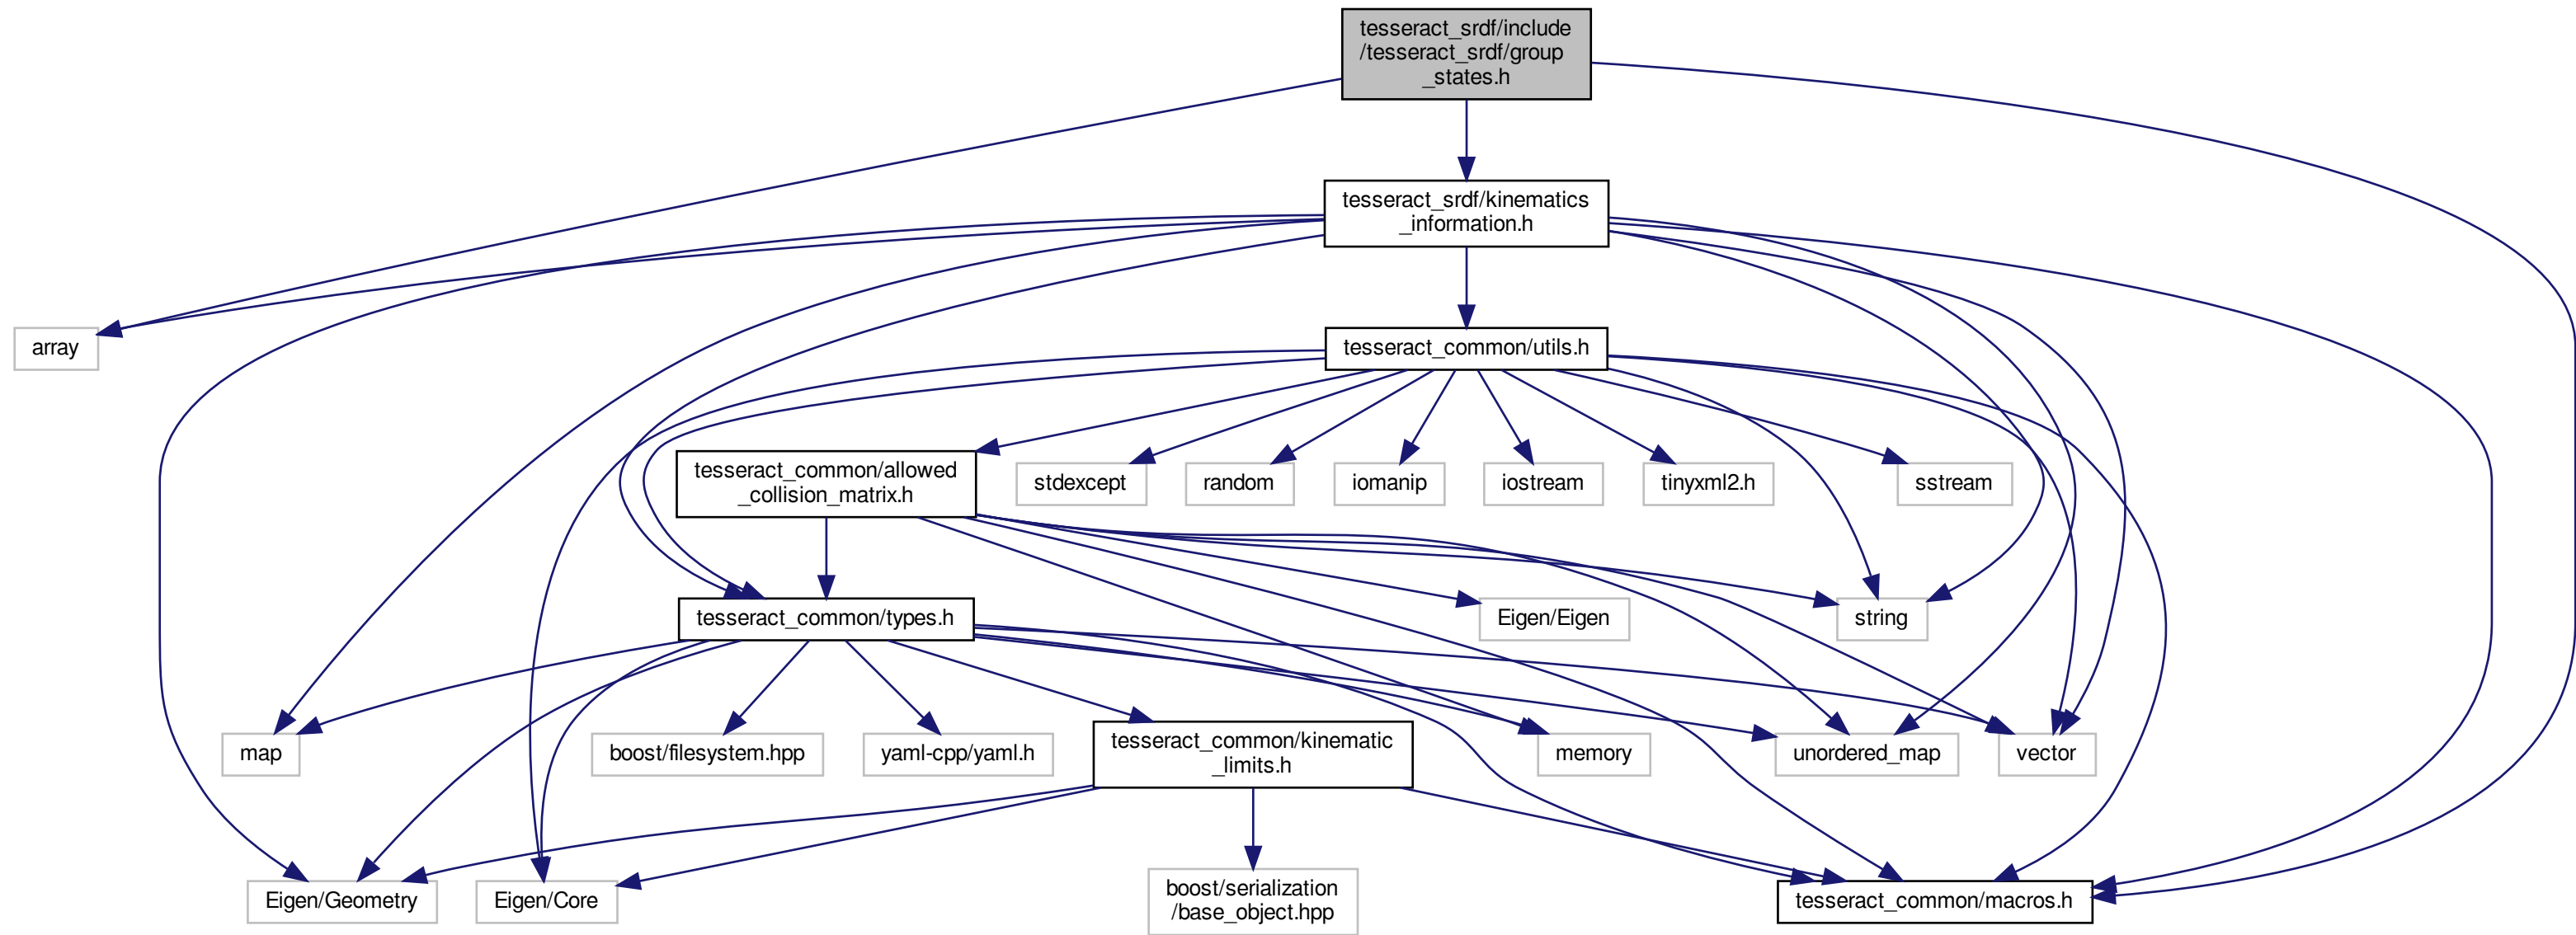 tesseract_srdf/include
/tesseract_srdf/group
_states.h
tesseract_srdf/kinematics
_information.h
array
tesseract_common/utils.h
tesseract_common/allowed
_collision_matrix.h
stdexcept
random
iomanip
iostream
tinyxml2.h
sstream
tesseract_common/types.h
Eigen/Eigen
string
map
boost/filesystem.hpp
yaml-cpp/yaml.h
tesseract_common/kinematic
_limits.h
memory
unordered_map
vector
Eigen/Geometry
Eigen/Core
boost/serialization
/base_object.hpp
tesseract_common/macros.h